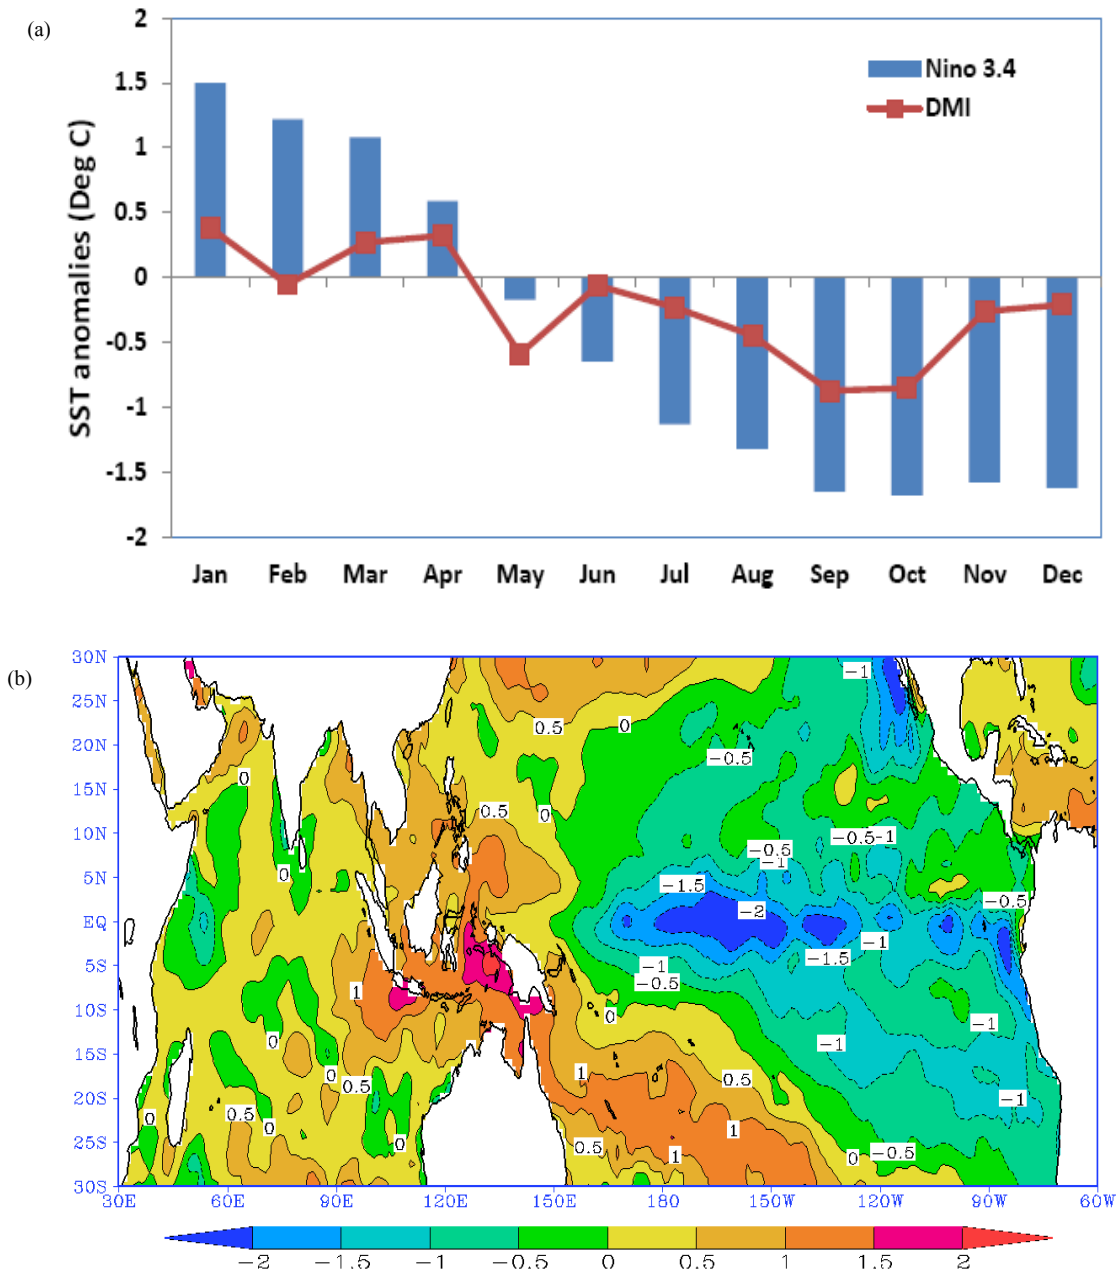 (a)
2
1.5
1
0.5
0
-0.5
-1
-1.5
-2
SST anomalies (Deg C)
Nino 3.4
DMI
Jan Feb Mar Apr May Jun Jul Aug Sep Oct Nov Dec
(b)
30N
25N
20N
15N
10N
5N
EQ
5S
10S
15S
20S
25S
30S
30E 60E 90E 120E 150E 180 150W 120W 90W 60W
-1
0.5 0
-0.5
0
0.5 0
-0.5 -0.5 -1
-1
0
-1.5
-0.5
-2
-1
-1.5
-1
-0.5
1
0
-1
0
-1
0
0.5
1
0.5
-1
0
0.5
0
1
0
0.5
1
0
-0.5
-2 -1.5 -1 -0.5 0 0.5 1 1.5 2